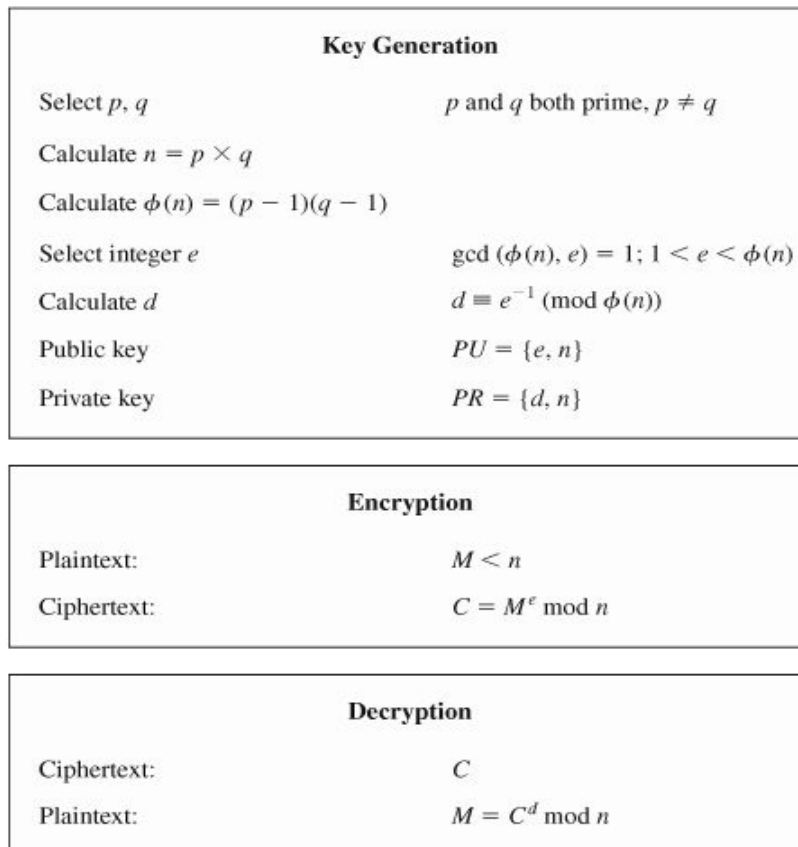 Key Generation
Select p, q p and q both prime, p ≠ q
Calculate n = p × q
Calculate ϕ(n) = (p − 1)(q − 1)
Select integer e gcd (ϕ(n), e) = 1; 1 < e < ϕ(n)
Calculate d d ≡ e⁻¹ (mod ϕ(n))
Public key PU = {e, n}
Private key PR = {d, n}
Encryption
Plaintext: M < n
Ciphertext: C = Mᵉ mod n
Decryption
Ciphertext: C
Plaintext: M = Cᵈ mod n